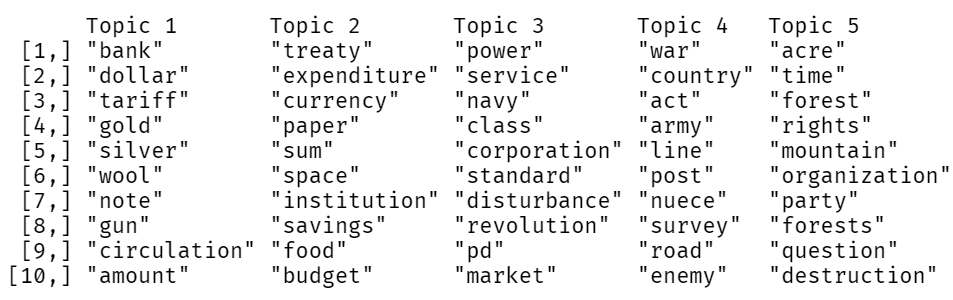 Topic 1 Topic 2 Topic 3 Topic 4 Topic 5
[1,] "bank" "treaty" "power" "war" "acre"
[2,] "dollar" "expenditure" "service" "country" "time"
[3,] "tariff" "currency" "navy" "act" "forest"
[4,] "gold" "paper" "class" "army" "rights"
[5,] "silver" "sum" "corporation" "line" "mountain"
[6,] "wool" "space" "standard" "post" "organization"
[7,] "note" "institution" "disturbance" "nuece" "party"
[8,] "gun" "savings" "revolution" "survey" "forests"
[9,] "circulation" "food" "pd" "road" "question"
[10,] "amount" "budget" "market" "enemy" "destruction"